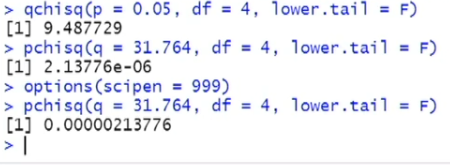 > qchisq(p = 0.05, df = 4, lower.tail = F)
[1] 9.487729
> pchisq(q = 31.764, df = 4, lower.tail = F)
[1] 2.13776e-06
> options(scipen = 999)
> pchisq(q = 31.764, df = 4, lower.tail = F)
[1] 0.00000213776
>